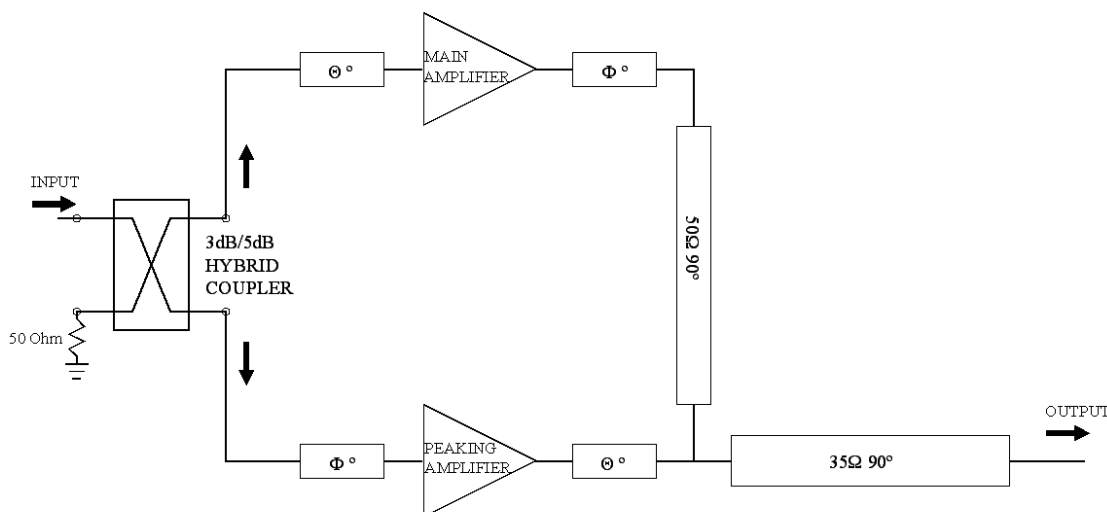 Θ °
MAIN
AMPLIFIER
Φ °
INPUT
3dB/5dB
HYBRID
COUPLER
50Ω 90°
50 Ohm
Φ °
PEAKING
AMPLIFIER
Θ °
35Ω 90°
OUTPUT